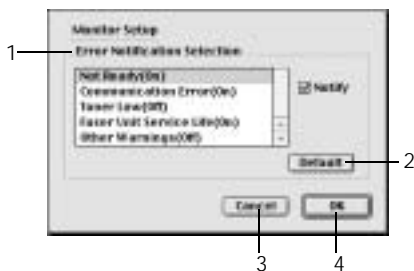 Monitor Setup
1
Error Notification Selection
Not Ready(On)
Communication Error(On)
Toner Low(Off)
Fuser Unit Service Life(On)
Other Warnings(Off)
Notify
Default
2
Cancel
OK
3
4